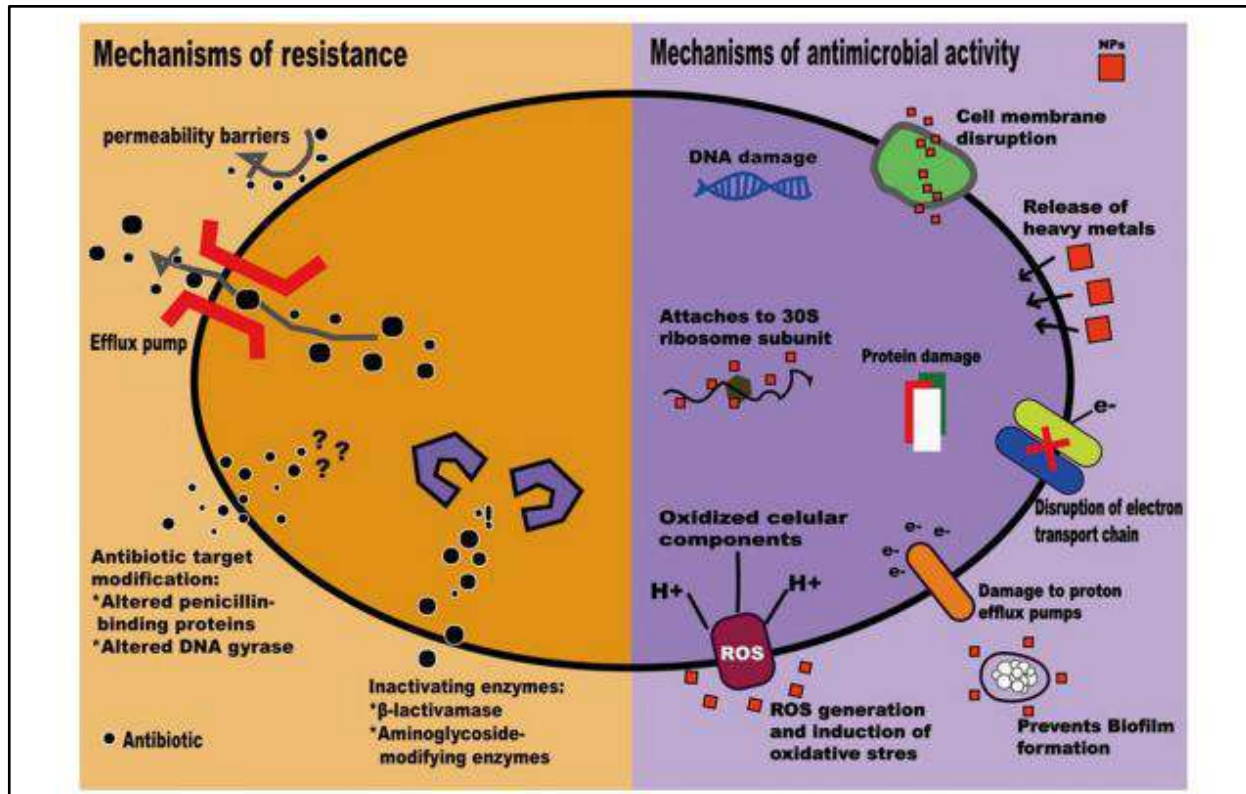 Mechanisms of resistance
permeability barriers
Efflux pump
?
?
?
Antibiotic target
modification:
*Altered penicillin-
binding proteins
*Altered DNA gyrase
Inactivating enzymes:
*β-lactivamase
*Aminoglycoside-
modifying enzymes
Antibiotic
Mechanisms of antimicrobial activity
NPs
Cell membrane
disruption
DNA damage
Release of
heavy metals
Attaches to 30S
ribosome subunit
Protein damage
e-
Disruption of electron
transport chain
Oxidized celular
components
H+
H+
ROS
e-
e-
e-
e-
Damage to proton
efflux pumps
ROS generation
and induction of
oxidative stres
Prevents Biofilm
formation